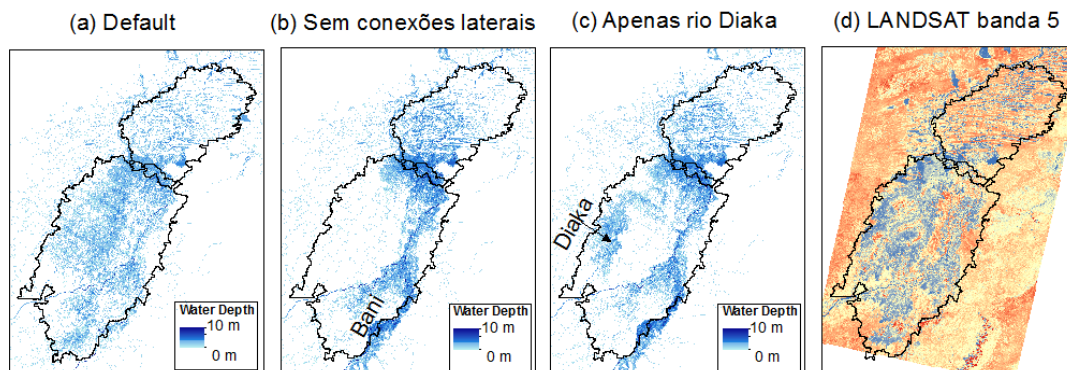 (a) Default
(b) Sem conexões laterais
(c) Apenas rio Diaka
(d) LANDSAT banda 5
Water Depth
10 m
0 m
Bani
Water Depth
10 m
0 m
Diaka
Water Depth
10 m
0 m